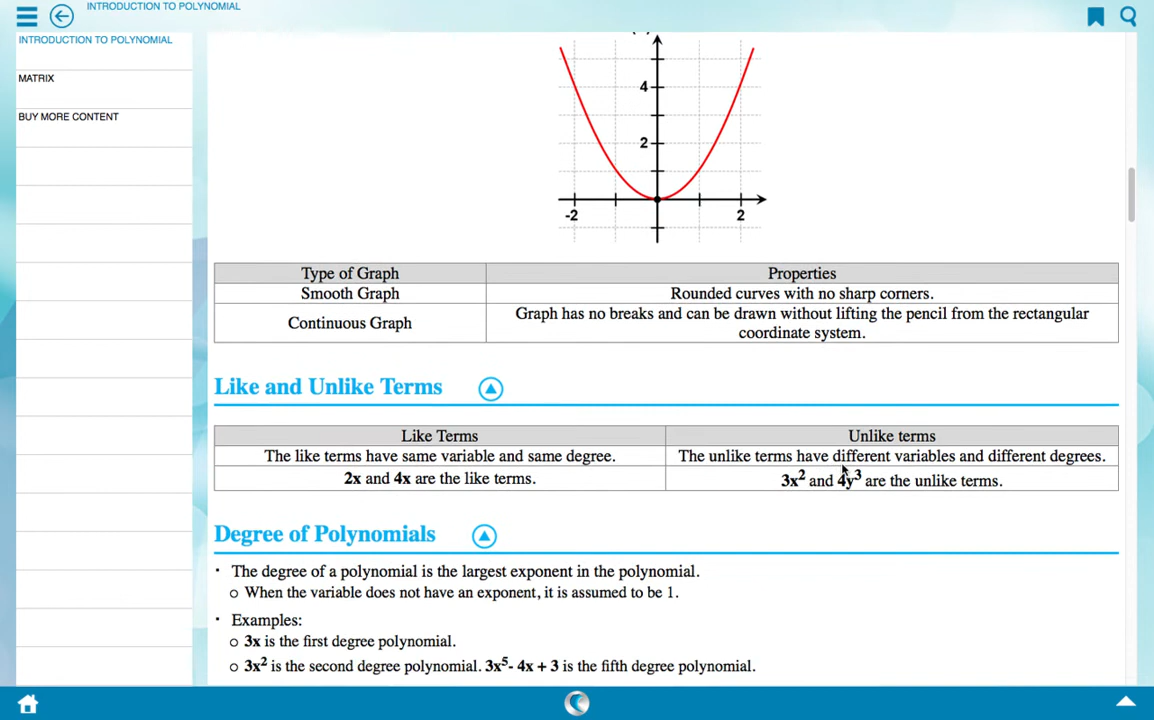 INTRODUCTION TO POLYNOMIAL
INTRODUCTION TO POLYNOMIAL
MATRIX
BUY MORE CONTENT
4
2
-2
2
Type of Graph
Properties
Smooth Graph
Rounded curves with no sharp corners.
Continuous Graph
Graph has no breaks and can be drawn without lifting the pencil from the rectangular
coordinate system.
Like and Unlike Terms
Like Terms
Unlike terms
The like terms have same variable and same degree.
The unlike terms have different variables and different degrees.
2x and 4x are the like terms.
3x² and 4y³ are the unlike terms.
Degree of Polynomials
· The degree of a polynomial is the largest exponent in the polynomial.
o When the variable does not have an exponent, it is assumed to be 1.
· Examples:
o 3x is the first degree polynomial.
o 3x² is the second degree polynomial. 3x⁵- 4x + 3 is the fifth degree polynomial.